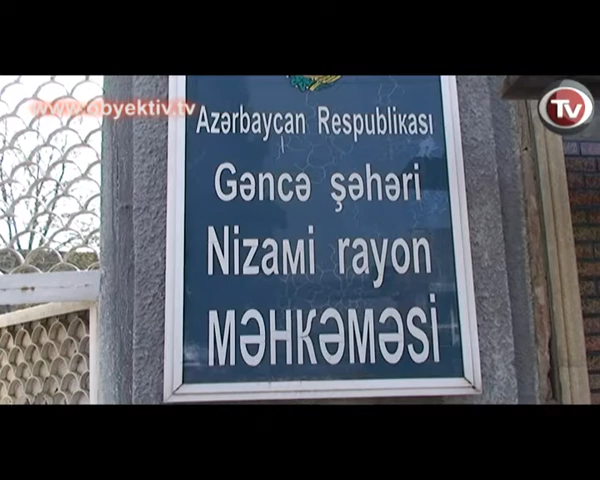 www.obyektiv.tv
TV
Azərbaycan Respublikası
Gəncə şəhəri
Nizami rayon
MƏHKƏMƏSİ